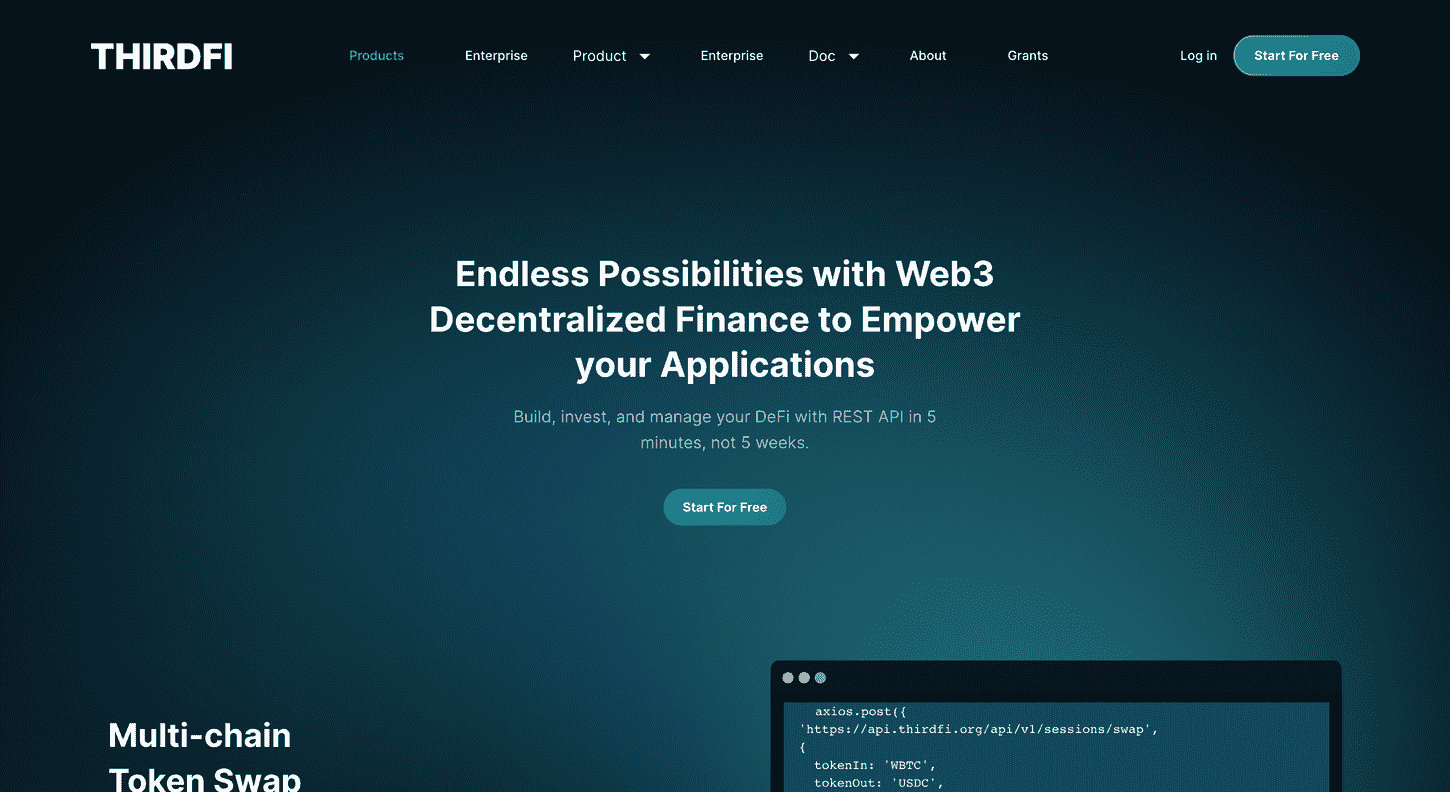 THIRDFI Products Enterprise Product Enterprise Doc About Grants Log in Start For Free
Endless Possibilities with Web3
Decentralized Finance to Empower
your Applications
Build, invest, and manage your DeFi with REST API in 5
minutes, not 5 weeks.
Start For Free
Multi-chain
Token Swap
axios.post({
'https://api.thirdfi.org/api/v1/sessions/swap',
{
tokenIn: 'WBTC',
tokenOut: 'USDC',